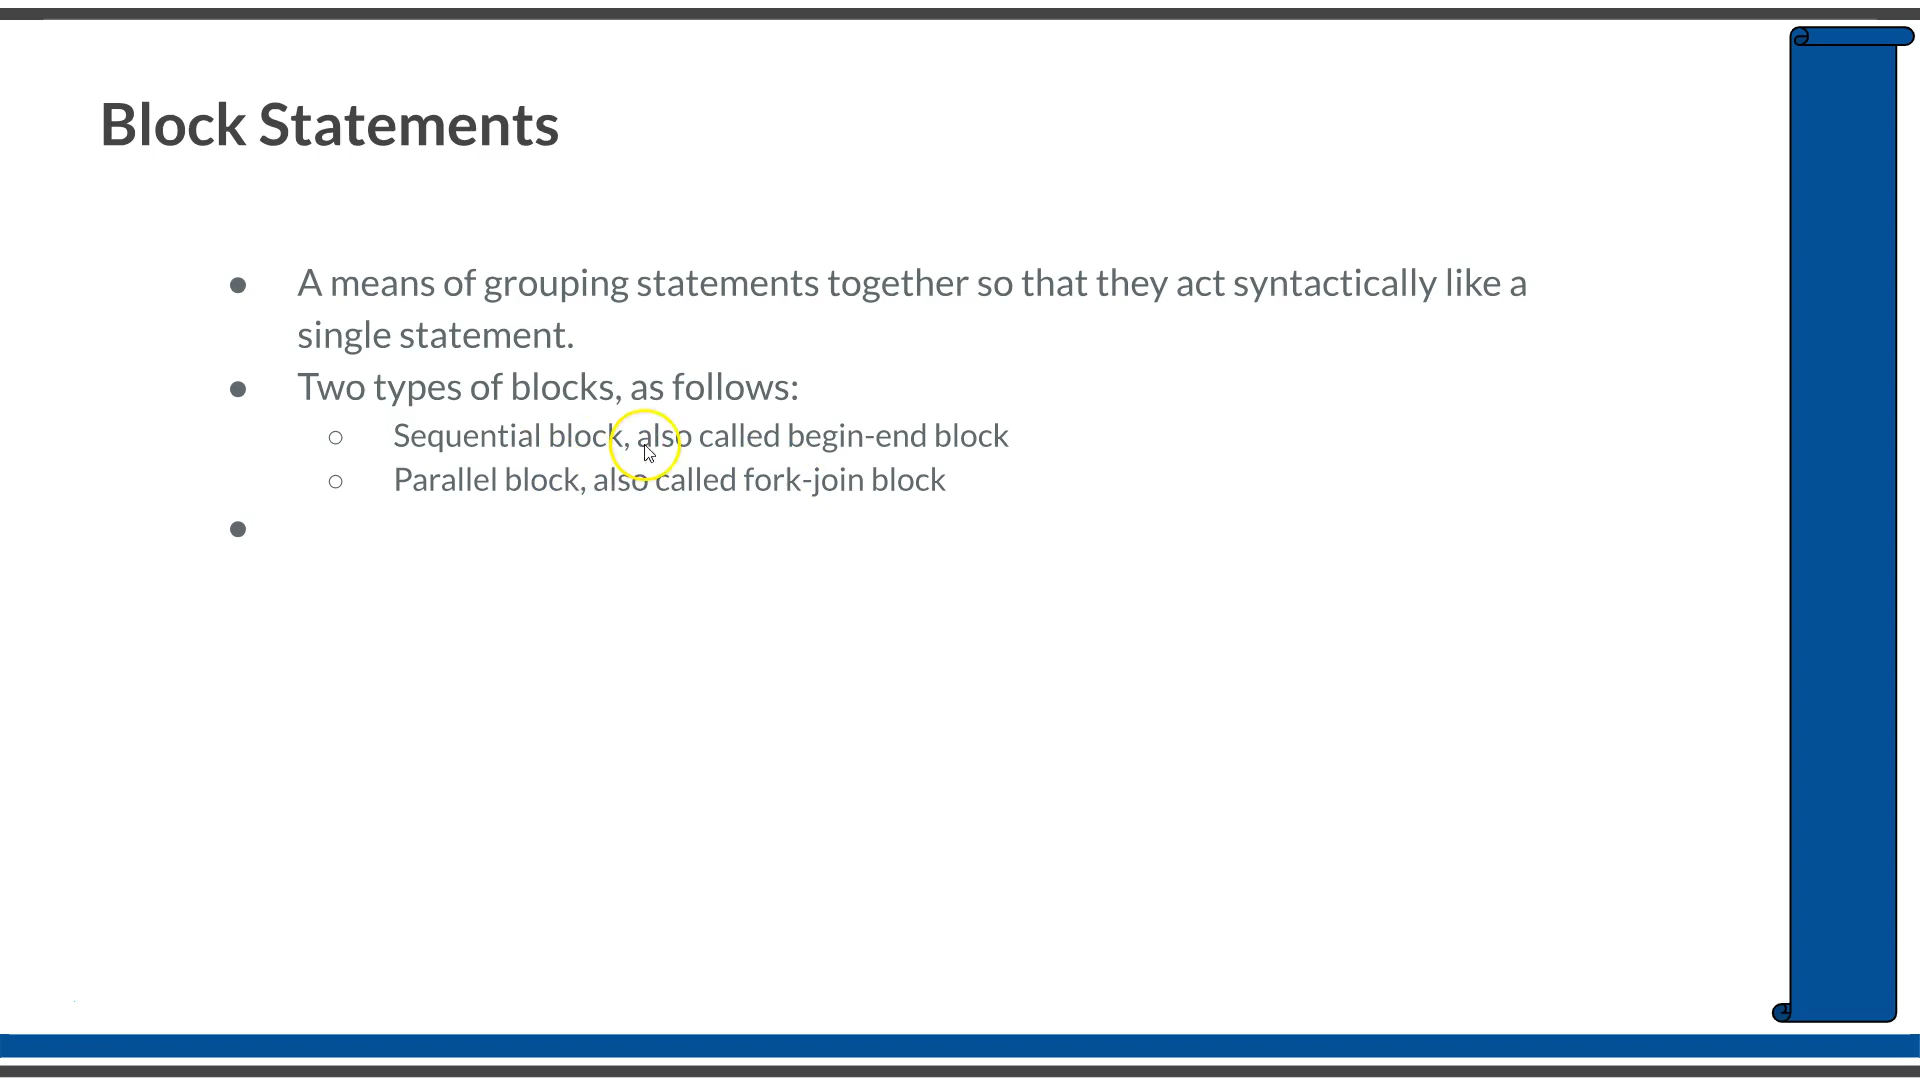 Block Statements
● A means of grouping statements together so that they act syntactically like a
single statement.
● Two types of blocks, as follows:
○ Sequential block, also called begin-end block
○ Parallel block, also called fork-join block
●